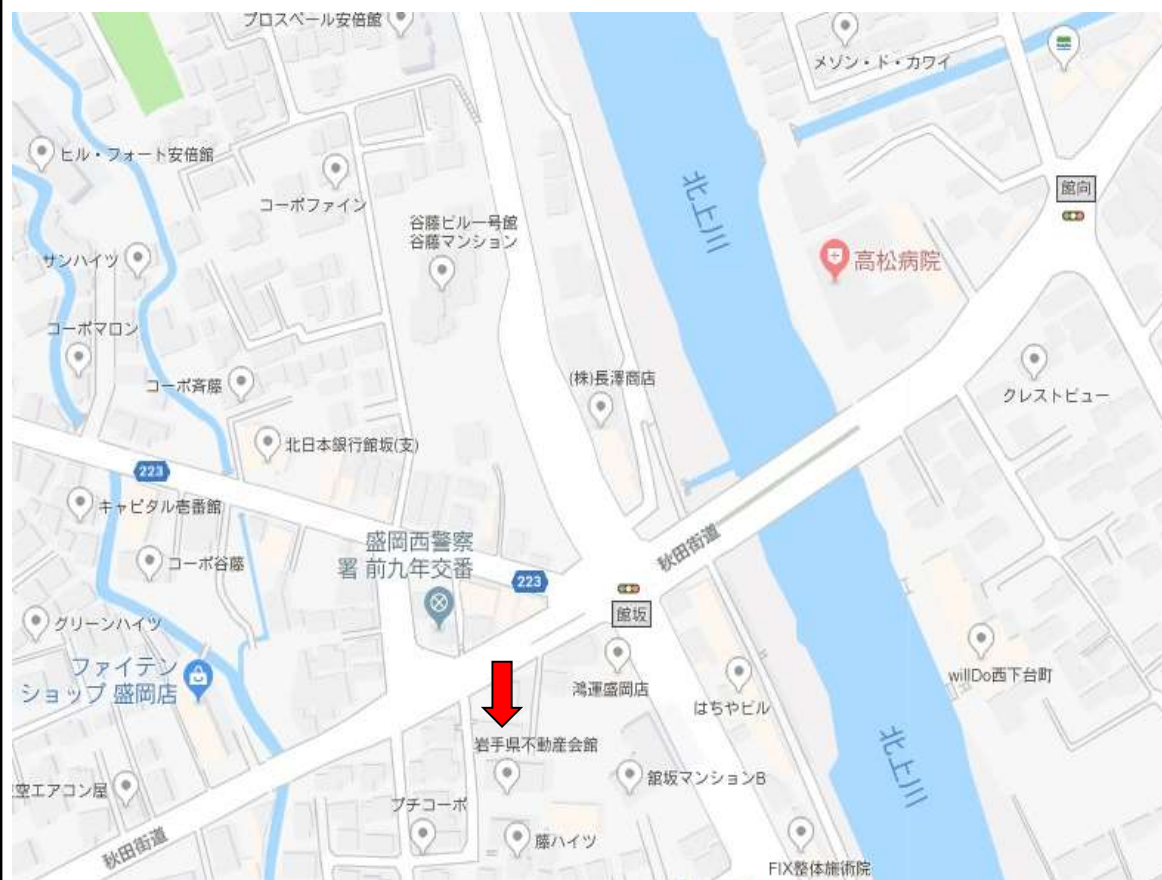 プロスペール安倍館
メゾン・ド・カワイ
ヒル・フォート安倍館
館向
北上川
コーポファイン
谷藤ビル一号館
谷藤マンション
サンハイツ
高松病院
コーポマロン
コーポ斉藤
(株)長澤商店
クレストビュー
北日本銀行館坂(支)
223
キャピタル壱番館
盛岡西警察
署 前九年交番
秋田街道
コーポ谷藤
223
館坂
グリーンハイツ
ファイテン
ショップ 盛岡店
鴻運盛岡店
はちやビル
willDo西下台町
岩手県不動産会館
北上川
舘坂マンションB
空エアコン屋
プチコーポ
秋田街道
藤ハイツ
FIX整体施術院